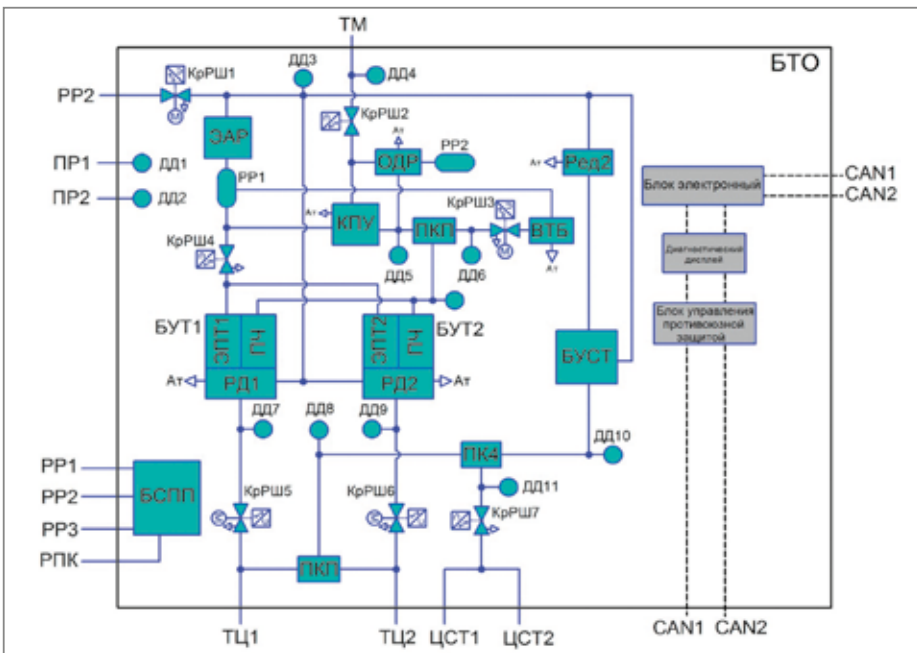 ТМ
БТО
КрРШ1
ДД3
ДД4
РР2
КрРШ2
ЭАР
Ат
ОДР
РР2
Ат
Ред2
ПР1
ДД1
РР1
Блок электронный
CAN1
CAN2
ПР2
ДД2
Ат
КПУ
КрРШ3
ПКП
ВТБ
Диагностический
дисплей
КрРШ4
ДД5
ДД6
Ат
БУТ1
ЭПТ1
ПЧ
ЭПТ2
ПЧ
БУТ2
Блок управления
противоюзной
защитой
БУСТ
Ат
РД1
РД2
Ат
ДД7
ДД8
ДД9
ДД10
ПК4
РР1
БСПП
КрРШ5
КрРШ6
ДД11
РР2
КрРШ7
РР3
РПК
ПКП
ТЦ1
ТЦ2
ЦСТ1
ЦСТ2
CAN1
CAN2